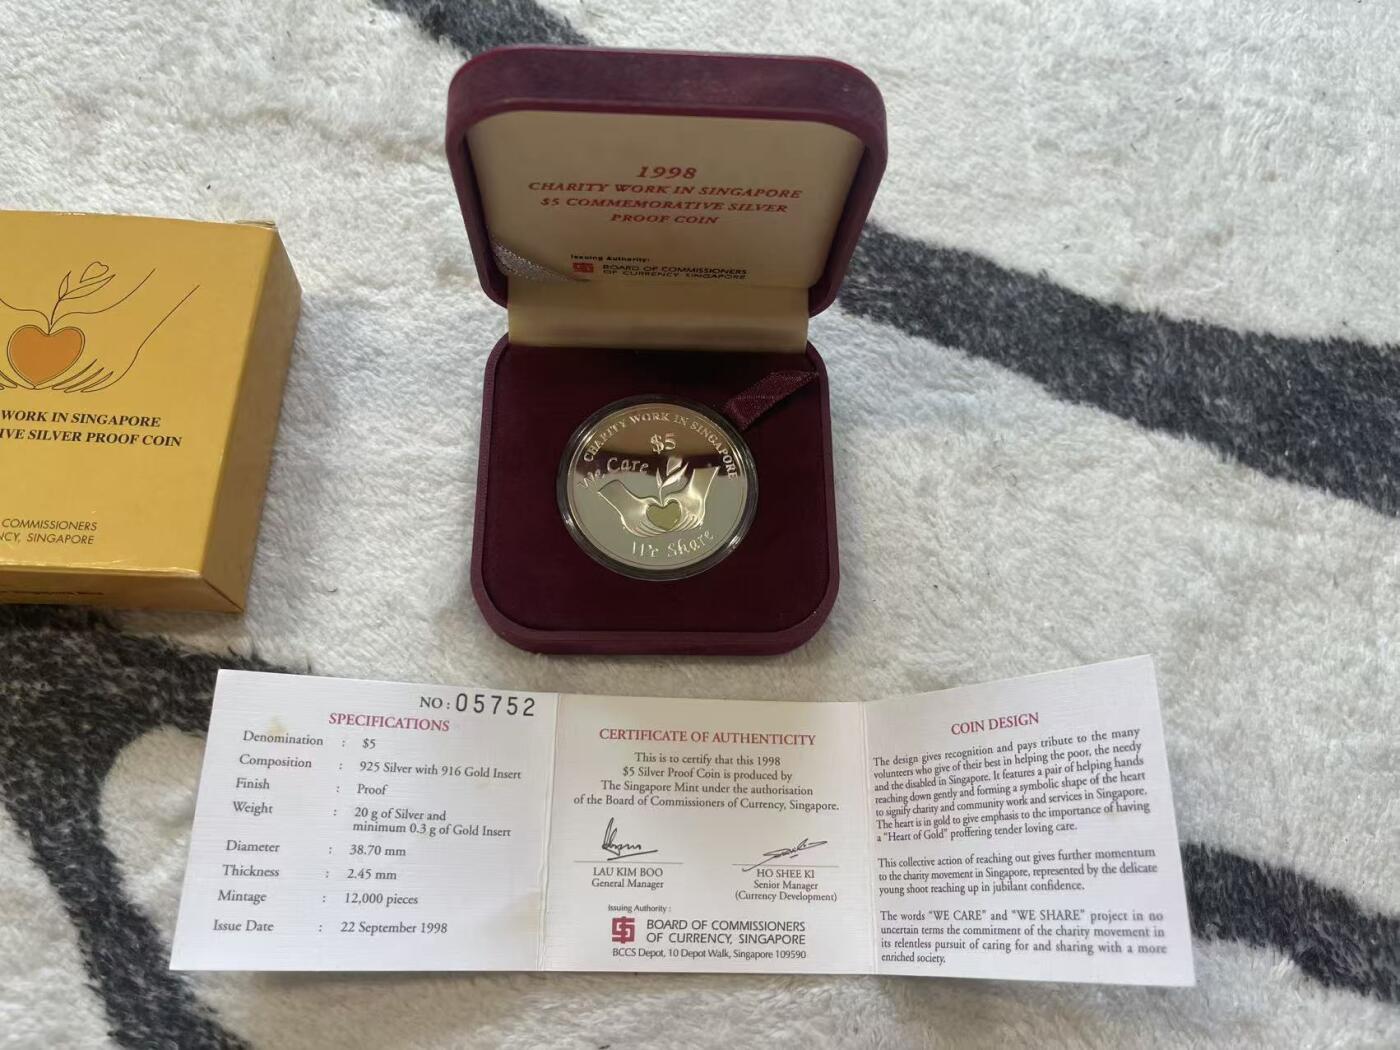 1998
CHARITY WORK IN SINGAPORE
$5 COMMEMORATIVE SILVER
PROOF COIN
Issuing Authority:
BOARD OF COMMISSIONERS
OF CURRENCY, SINGAPORE
WORK IN SINGAPORE
IVE SILVER PROOF COIN
COMMISSIONERS
NCY, SINGAPORE
CHARITY WORK IN SINGAPORE
$5
We Care
We Share
NO: 05752
SPECIFICATIONS
Denomination : $5
Composition : 925 Silver with 916 Gold Insert
Finish : Proof
Weight : 20 g of Silver and
minimum 0.3 g of Gold Insert
Diameter : 38.70 mm
Thickness : 2.45 mm
Mintage : 12,000 pieces
Issue Date : 22 September 1998
CERTIFICATE OF AUTHENTICITY
This is to certify that this 1998
$5 Silver Proof Coin is produced by
The Singapore Mint under the authorisation
of the Board of Commissioners of Currency, Singapore.
LAU KIM BOO
General Manager
HO SHEE KI
Senior Manager
(Currency Development)
Issuing Authority :
BOARD OF COMMISSIONERS
OF CURRENCY, SINGAPORE
BCCS Depot, 10 Depot Walk, Singapore 109590
COIN DESIGN
The design gives recognition and pays tribute to the many
volunteers who give of their best in helping the poor, the needy
and the disabled in Singapore. It features a pair of helping hands
reaching down gently and forming a symbolic shape of the heart
to signify charity and community work and services in Singapore.
The heart is in gold to give emphasis to the importance of having
a "Heart of Gold" proffering tender loving care.
This collective action of reaching out gives further momentum
to the charity movement in Singapore, represented by the delicate
young shoot reaching up in jubilant confidence.
The words "WE CARE" and "WE SHARE" project in no
uncertain terms the commitment of the charity movement in
its relentless pursuit of caring for and sharing with a more
enriched society.